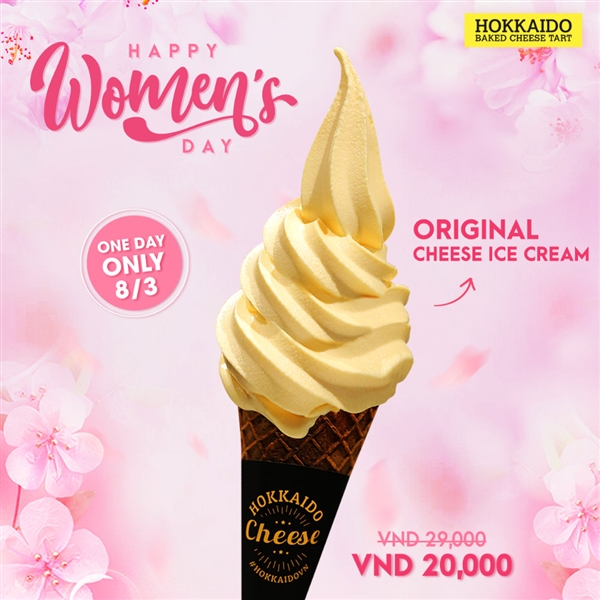 HAPPY
Women's
DAY
HOKKAIDO
BAKED CHEESE TART
ONE DAY
ONLY
8/3
ORIGINAL
CHEESE ICE CREAM
HOKKAIDO
Cheese
#HOKKAIDOVN
VND 29,000
VND 20,000